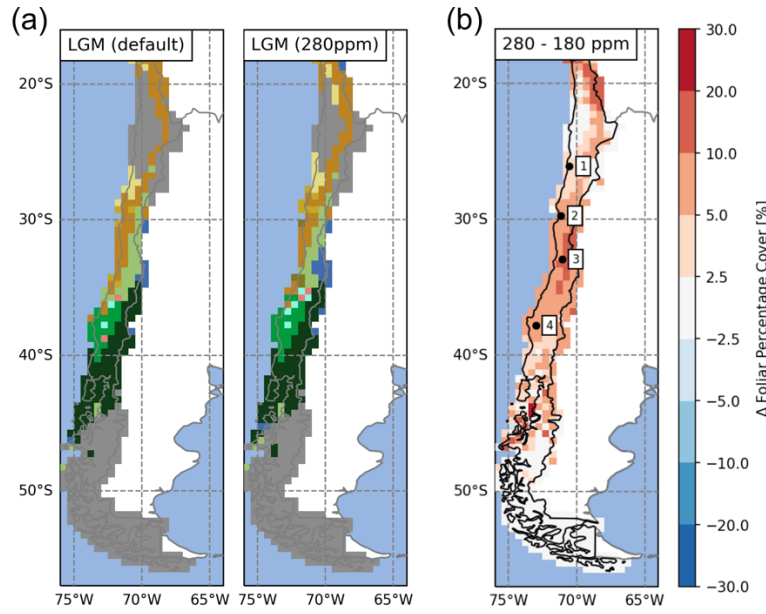 (a)
(b)
LGM (default)
LGM (280ppm)
280 - 180 ppm
20°S
30°S
40°S
50°S
75°W
70°W
65°W
75°W
70°W
65°W
75°W
70°W
65°W
1
2
3
4
30.0
20.0
10.0
5.0
2.5
−2.5
−5.0
−10.0
−20.0
−30.0
20°S
30°S
40°S
50°S
Δ Foliar Percentage Cover [%]